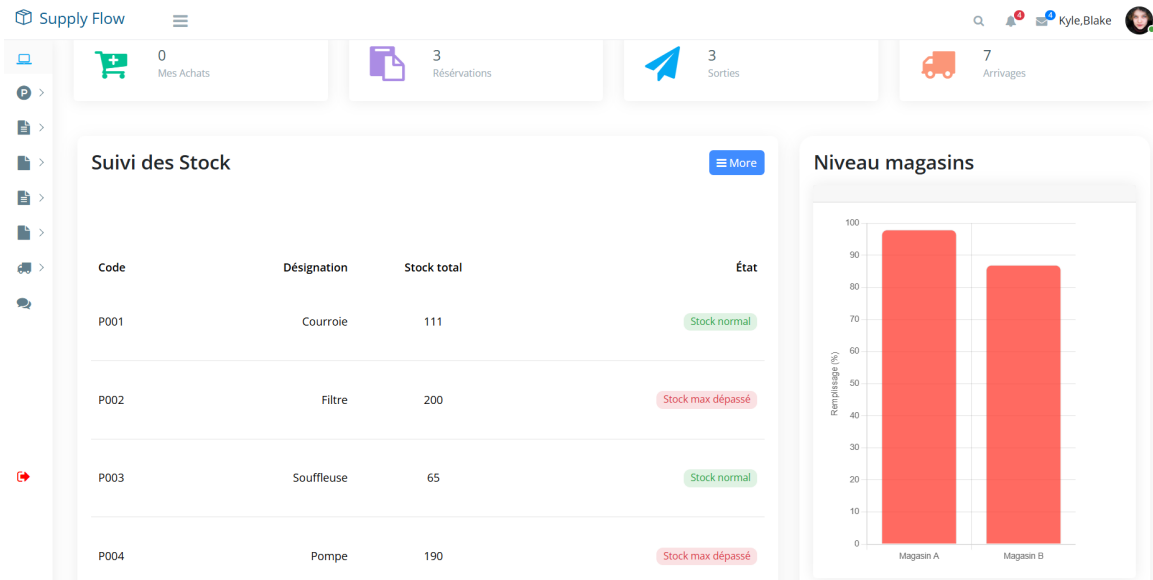 Supply Flow
4
4
Kyle,Blake
0
Mes Achats
3
Résérvations
3
Sorties
7
Arrivages
P
Suivi des Stock
More
Code Désignation Stock total État
P001 Courroie 111 Stock normal
P002 Filtre 200 Stock max dépassé
P003 Souffleuse 65 Stock normal
P004 Pompe 190 Stock max dépassé
Niveau magasins
100
90
80
70
60
50
40
30
20
10
0
Remplissage (%)
Magasin A Magasin B